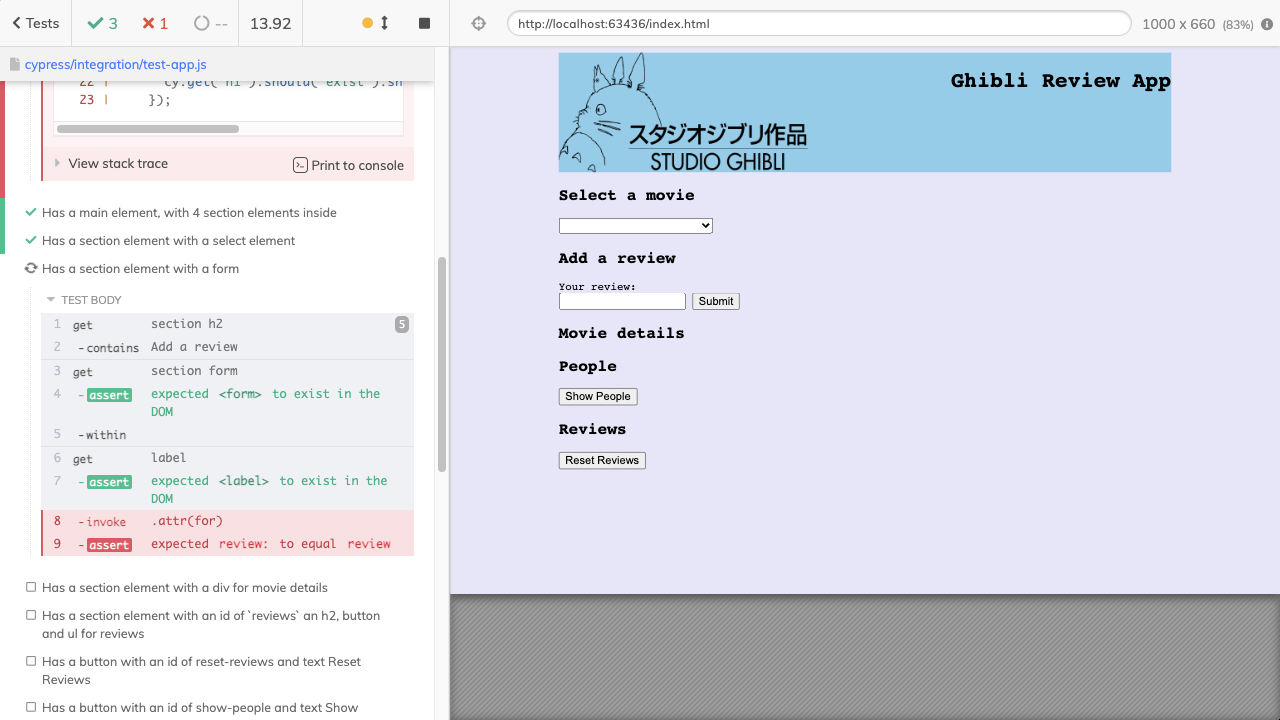 Tests
3
1
--
13.92
http://localhost:63436/index.html
1000 x 660 (83%)
cypress/integration/test-app.js
22 | cy.get('h1').should('exist').sh
23 | });
View stack trace
Print to console
Has a main element, with 4 section elements inside
Has a section element with a select element
Has a section element with a form
TEST BODY
1 get section h2 5
2 -contains Add a review
3 get section form
4 -assert expected <form> to exist in the
DOM
5 -within
6 get label
7 -assert expected <label> to exist in the
DOM
8 -invoke .attr(for)
9 -assert expected review: to equal review
Has a section element with a div for movie details
Has a section element with an id of `reviews` an h2, button
and ul for reviews
Has a button with an id of reset-reviews and text Reset
Reviews
Has a button with an id of show-people and text Show
Ghibli Review App
スタジオジブリ作品
STUDIO GHIBLI
Select a movie
Add a review
Your review:
Submit
Movie details
People
Show People
Reviews
Reset Reviews